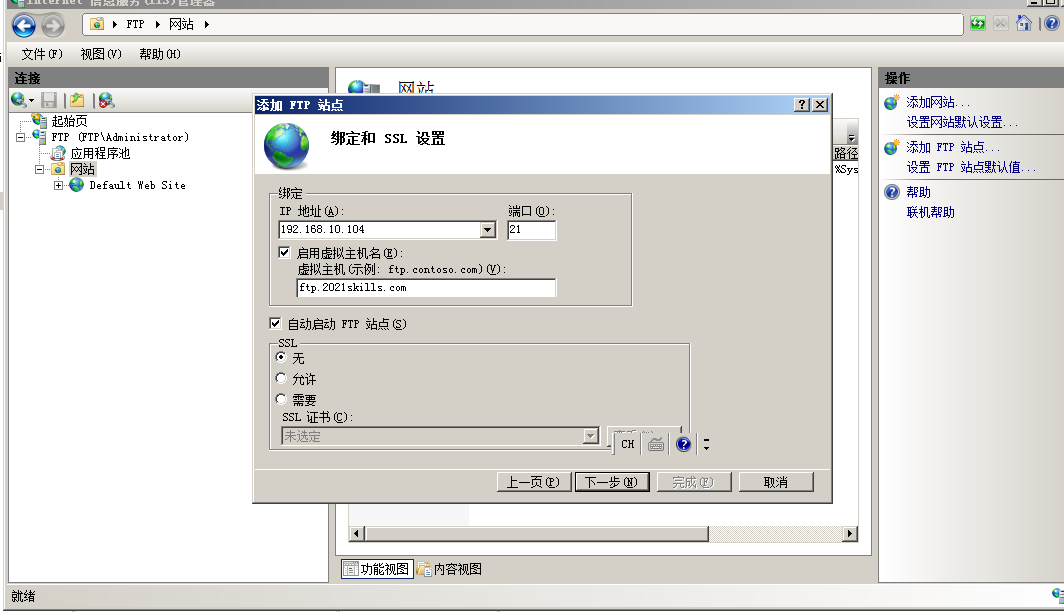 Internet 信息服务(IIS)管理器
FTP
网站
文件(F) 视图(V) 帮助(H)
连接
起始页
FTP (FTP\Administrator)
应用程序池
网站
Default Web Site
网站
路径
%Sys
添加 FTP 站点
绑定和 SSL 设置
绑定
IP 地址(A):
端口(O):
192.168.10.104
21
启用虚拟主机名(E):
虚拟主机(示例: ftp.contoso.com)(V):
ftp.2021skills.com
自动启动 FTP 站点(S)
SSL
无
允许
需要
SSL 证书(C):
未选定
CH
上一页(P) 下一步(N) 完成(F) 取消
操作
添加网站...
设置网站默认设置...
添加 FTP 站点...
设置 FTP 站点默认值...
帮助
联机帮助
功能视图 内容视图
就绪